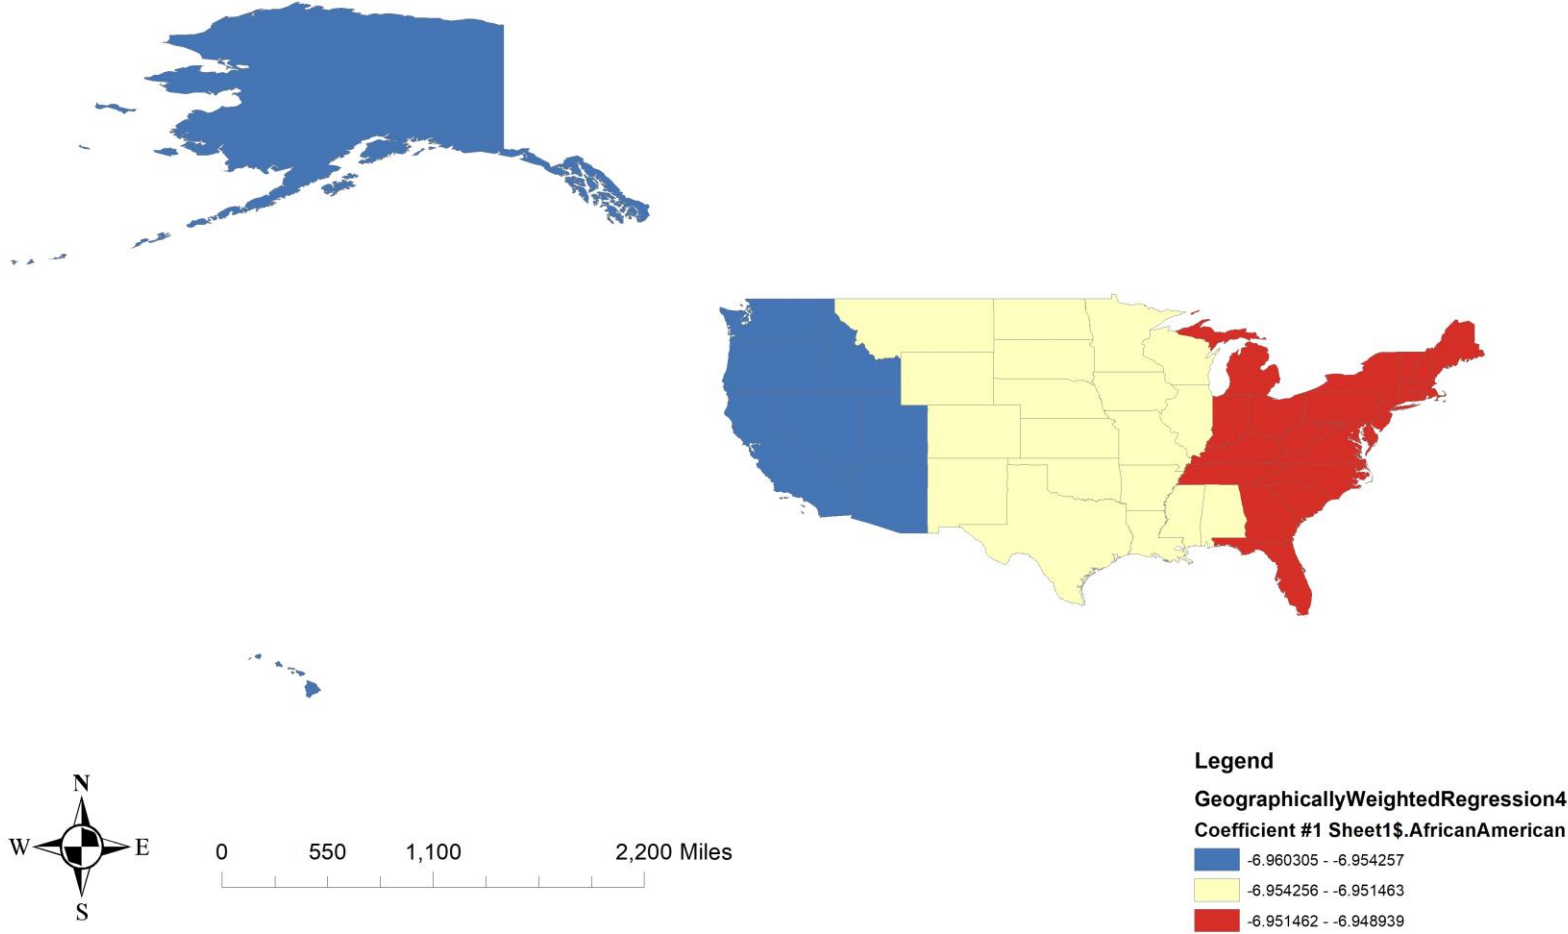 N
W E
S
0 550 1,100 2,200 Miles
Legend
GeographicallyWeightedRegression4
Coefficient #1 Sheet1$.AfricanAmerican
-6.960305 - -6.954257
-6.954256 - -6.951463
-6.951462 - -6.948939